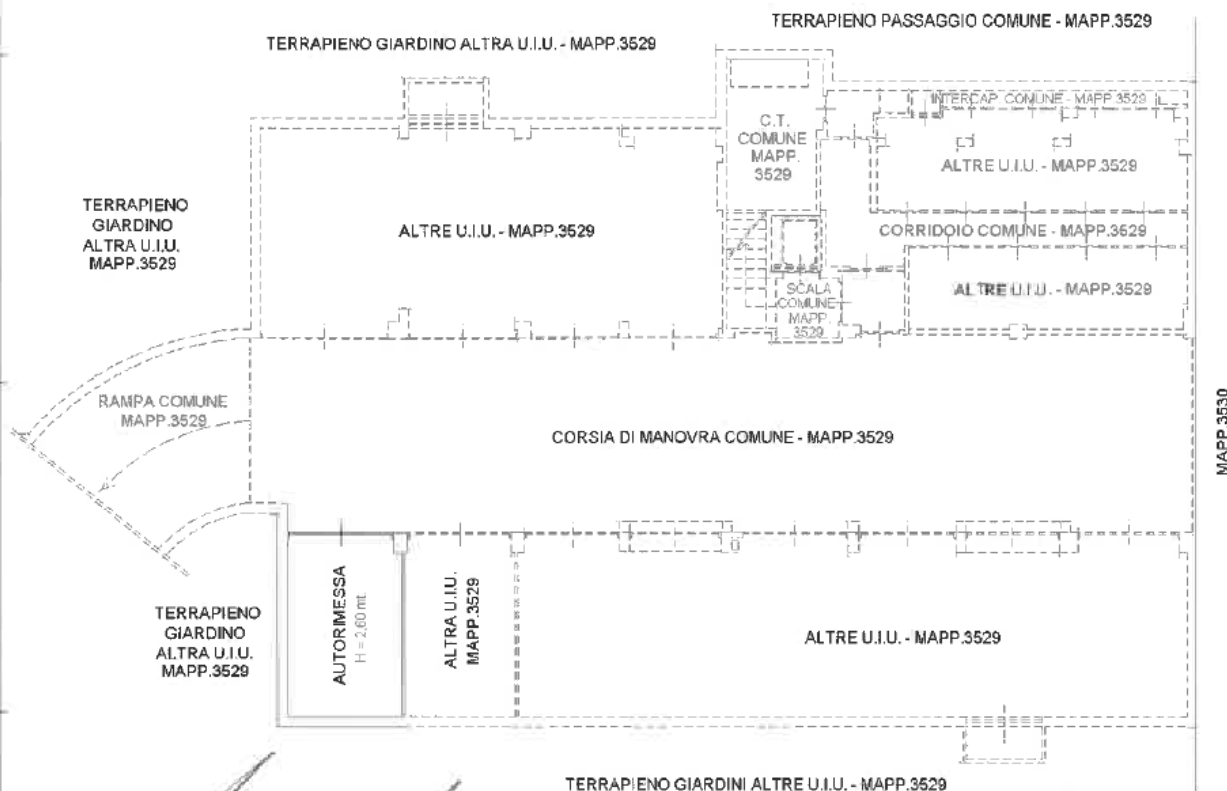 TERRAPIENO PASSAGGIO COMUNE - MAPP.3529
TERRAPIENO GIARDINO ALTRA U.I.U. - MAPP.3529
INTERCAP. COMUNE - MAPP.3529
C.T.
COMUNE
MAPP.
3529
ALTRE U.I.U. - MAPP.3529
TERRAPIENO
GIARDINO
ALTRA U.I.U.
MAPP.3529
ALTRE U.I.U. - MAPP.3529
CORRIDOIO COMUNE - MAPP.3529
SCALA
COMUNE
MAPP.
3529
ALTRE U.I.U. - MAPP.3529
RAMPA COMUNE
MAPP.3529
CORSIA DI MANOVRA COMUNE - MAPP.3529
MAPP.3530
TERRAPIENO
GIARDINO
ALTRA U.I.U.
MAPP.3529
AUTORIMESSA
H = 2,60 mt.
ALTRA U.I.U.
MAPP.3529
ALTRE U.I.U. - MAPP.3529
TERRAPIENO GIARDINI ALTRE U.I.U. - MAPP.3529